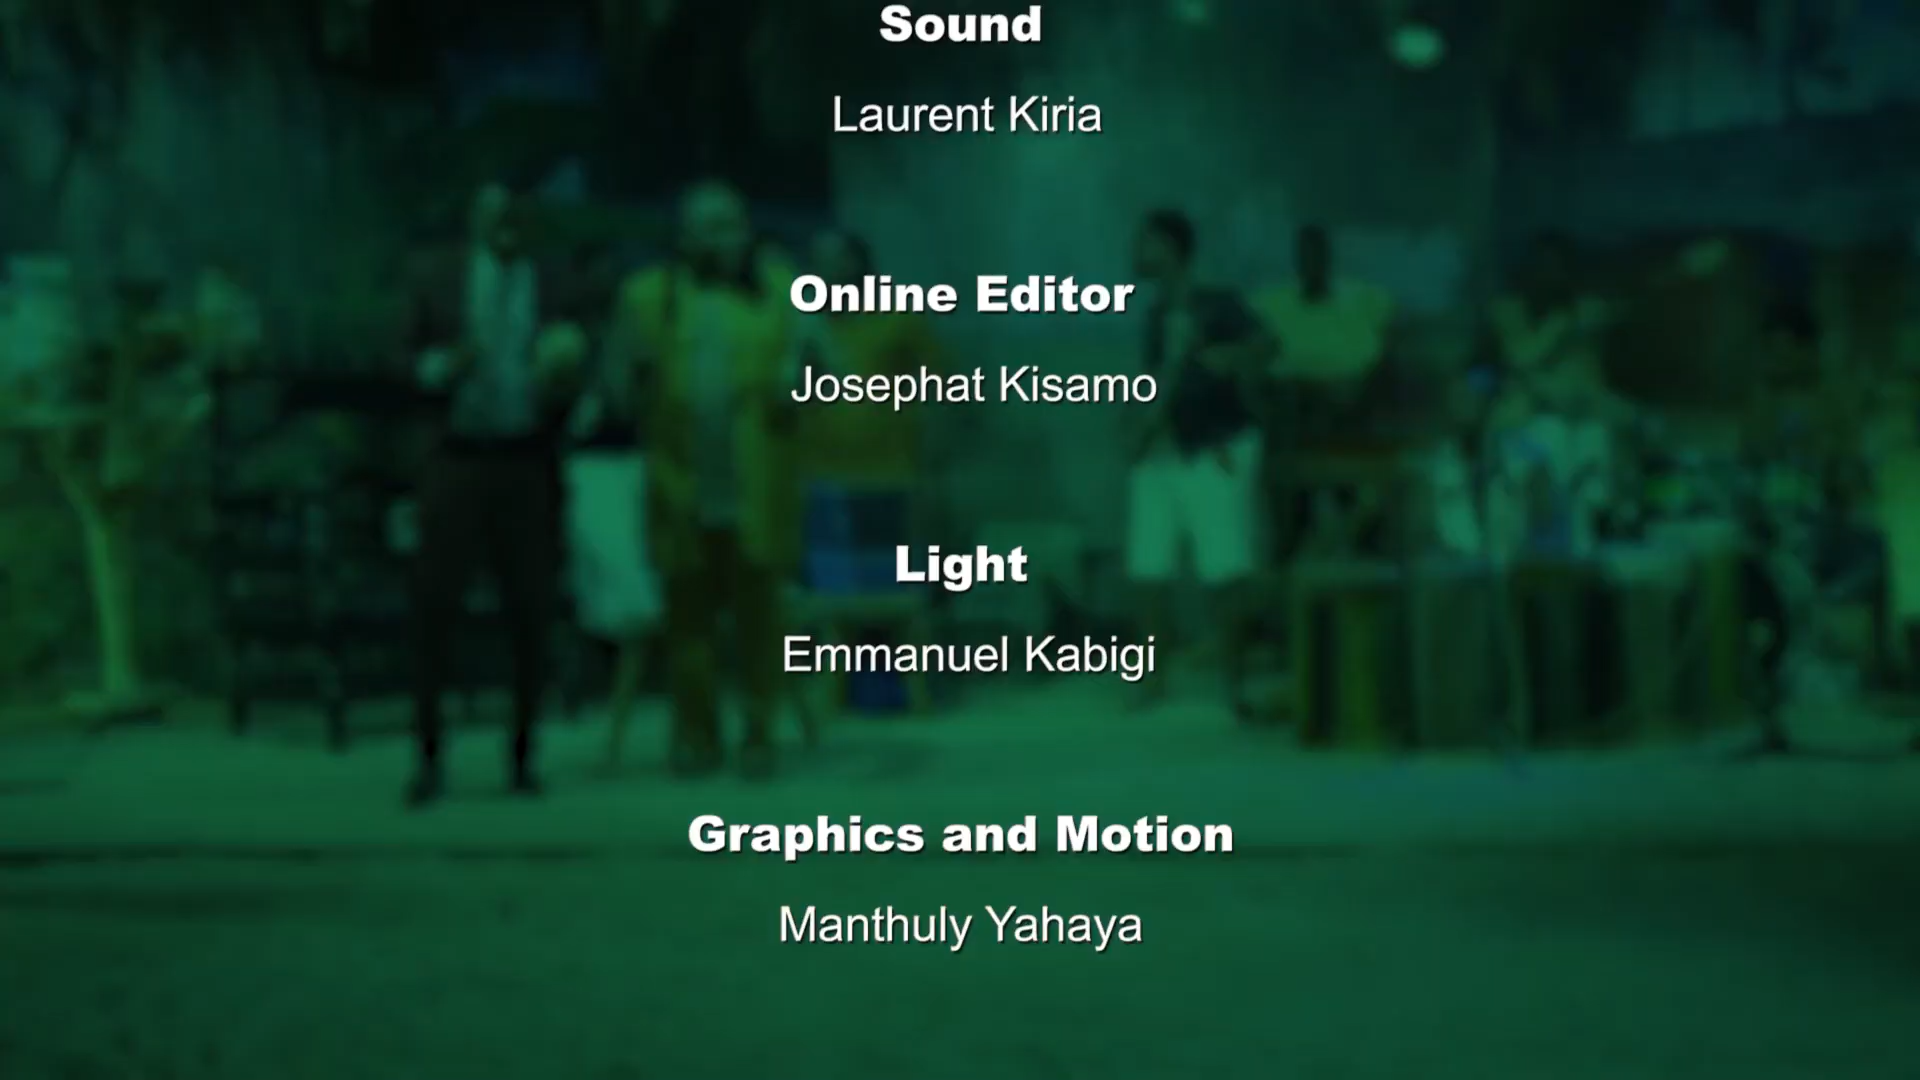 Sound
Laurent Kiria
Online Editor
Josephat Kisamo
Light
Emmanuel Kabigi
Graphics and Motion
Manthuly Yahaya